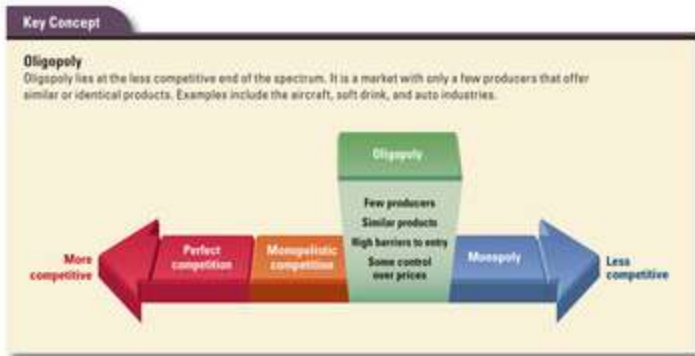 Key Concept
Oligopoly
Oligopoly lies at the less competitive end of the spectrum. It is a market with only a few producers that offer
similar or identical products. Examples include the aircraft, soft drink, and auto industries.
Oligopoly
Few producers
Similar products
High barriers to entry
Some control
over prices
More
competitive
Perfect
competition
Monopolistic
competition
Monopoly
Less
competitive